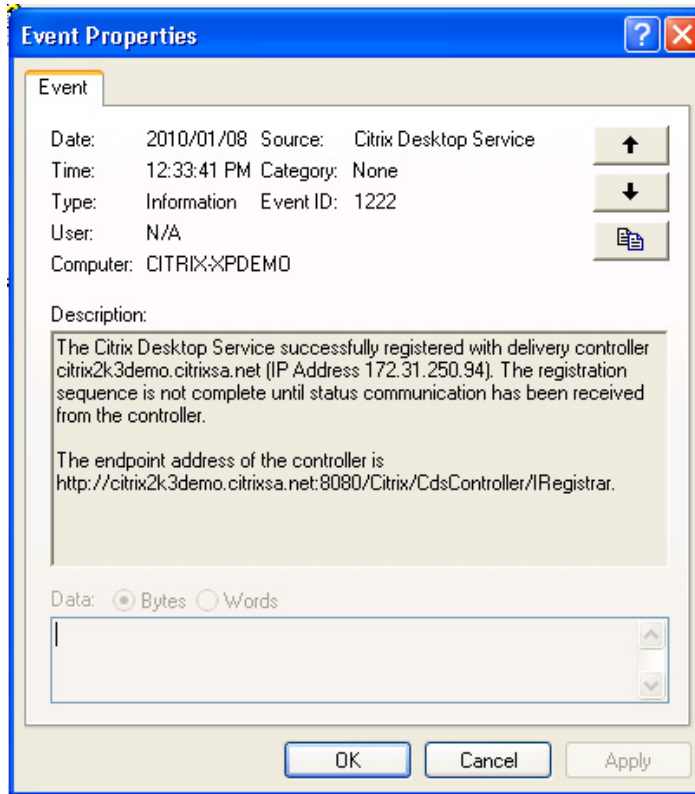 Event Properties
Event
Date: 2010/01/08 Source: Citrix Desktop Service
Time: 12:33:41 PM Category: None
Type: Information Event ID: 1222
User: N/A
Computer: CITRIX-XPDEMO
Description:
The Citrix Desktop Service successfully registered with delivery controller
citrix2k3demo.citrixsa.net (IP Address 172.31.250.94). The registration
sequence is not complete until status communication has been received
from the controller.
The endpoint address of the controller is
http://citrix2k3demo.citrixsa.net:8080/Citrix/CdsController/IRegistrar.
Data: Bytes Words
OK Cancel Apply